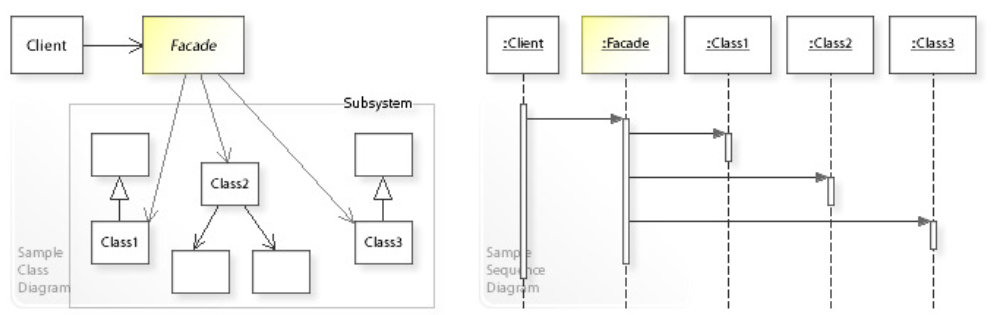 Client
Facade
Subsystem
Class2
Class1
Class3
Sample
Class
Diagram
:Client
:Facade
:Class1
:Class2
:Class3
Sample
Sequence
Diagram